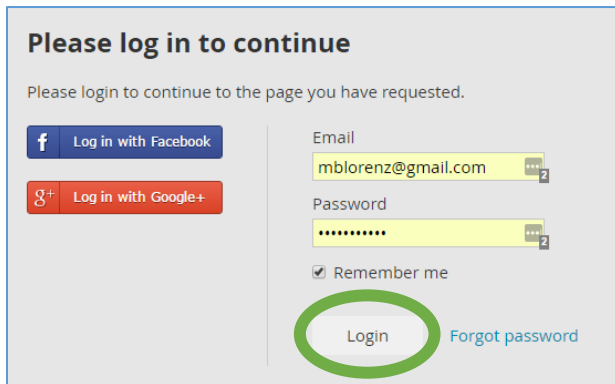 Please log in to continue
Please login to continue to the page you have requested.
f Log in with Facebook
g+ Log in with Google+
Email
mblorenz@gmail.com
2
Password
•••••••••••
2
Remember me
Login
Forgot password